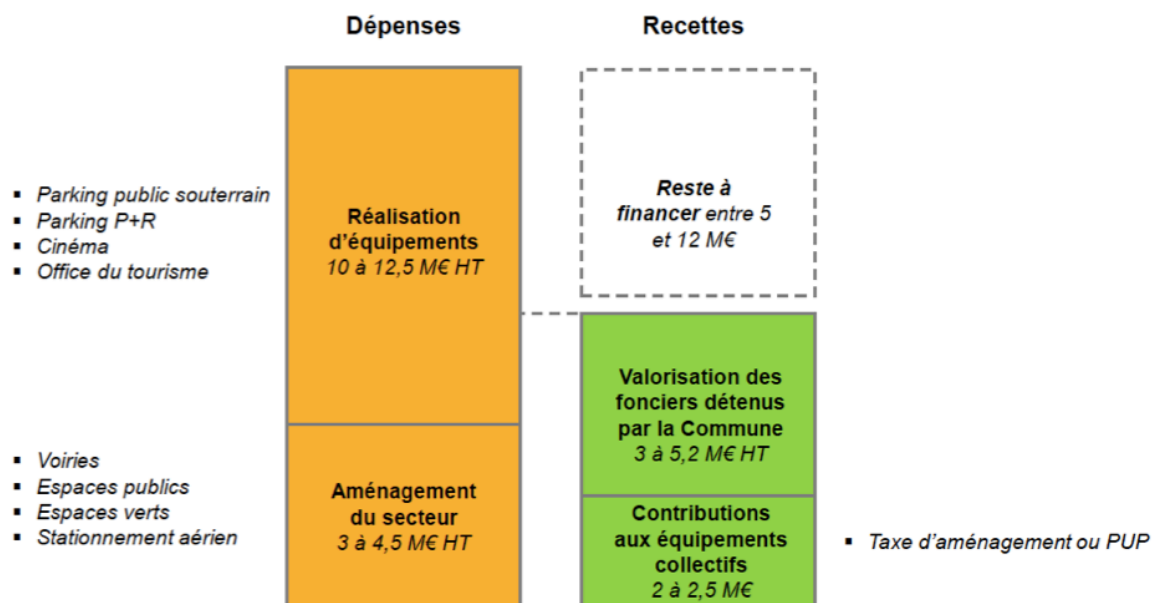 Dépenses
Recettes
▪ Parking public souterrain
▪ Parking P+R
▪ Cinéma
▪ Office du tourisme
Réalisation
d'équipements
10 à 12,5 M€ HT
Reste à
financer entre 5
et 12 M€
▪ Voiries
▪ Espaces publics
▪ Espaces verts
▪ Stationnement aérien
Aménagement
du secteur
3 à 4,5 M€ HT
Valorisation des
fonciers détenus
par la Commune
3 à 5,2 M€ HT
Contributions
aux équipements
collectifs
2 à 2,5 M€
▪ Taxe d'aménagement ou PUP